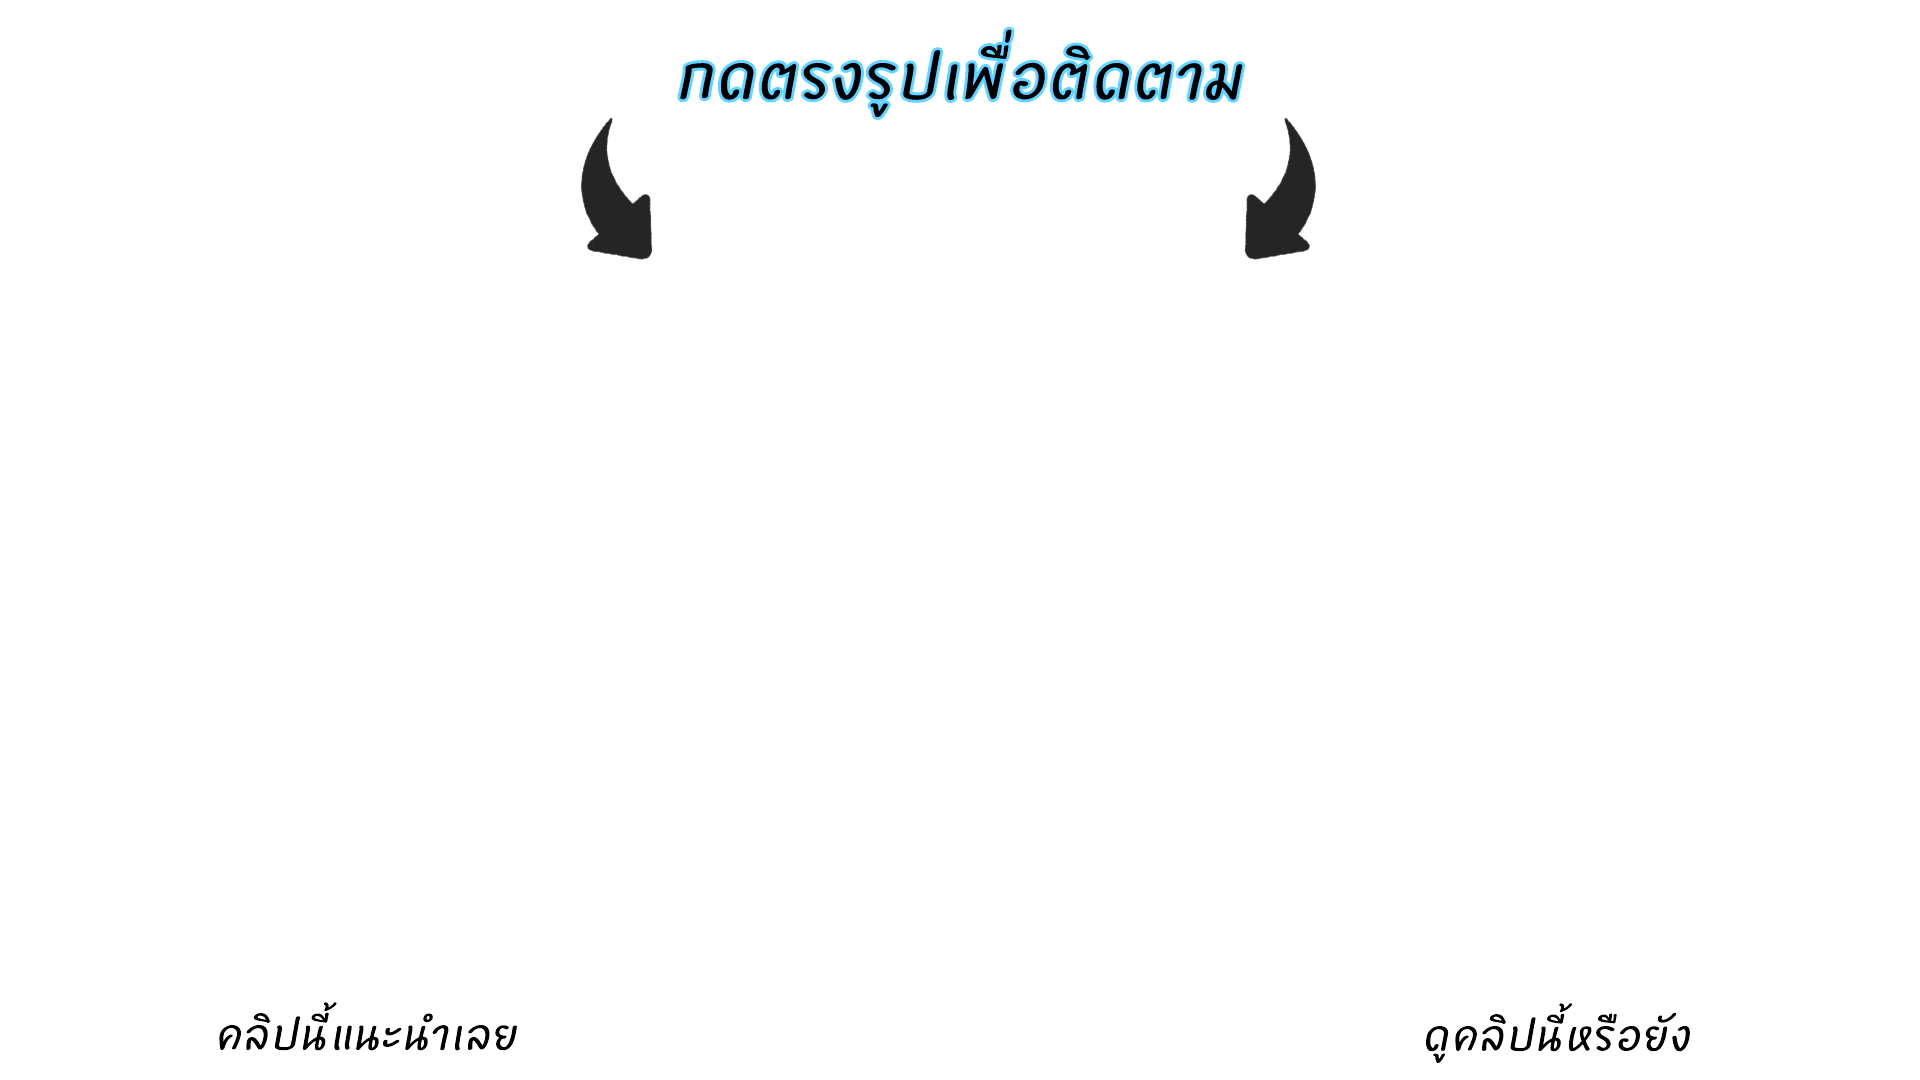 กดตรงรูปเพื่อติดตาม
คลิปนี้แนะนำเลย
ดูคลิปนี้หรือยัง